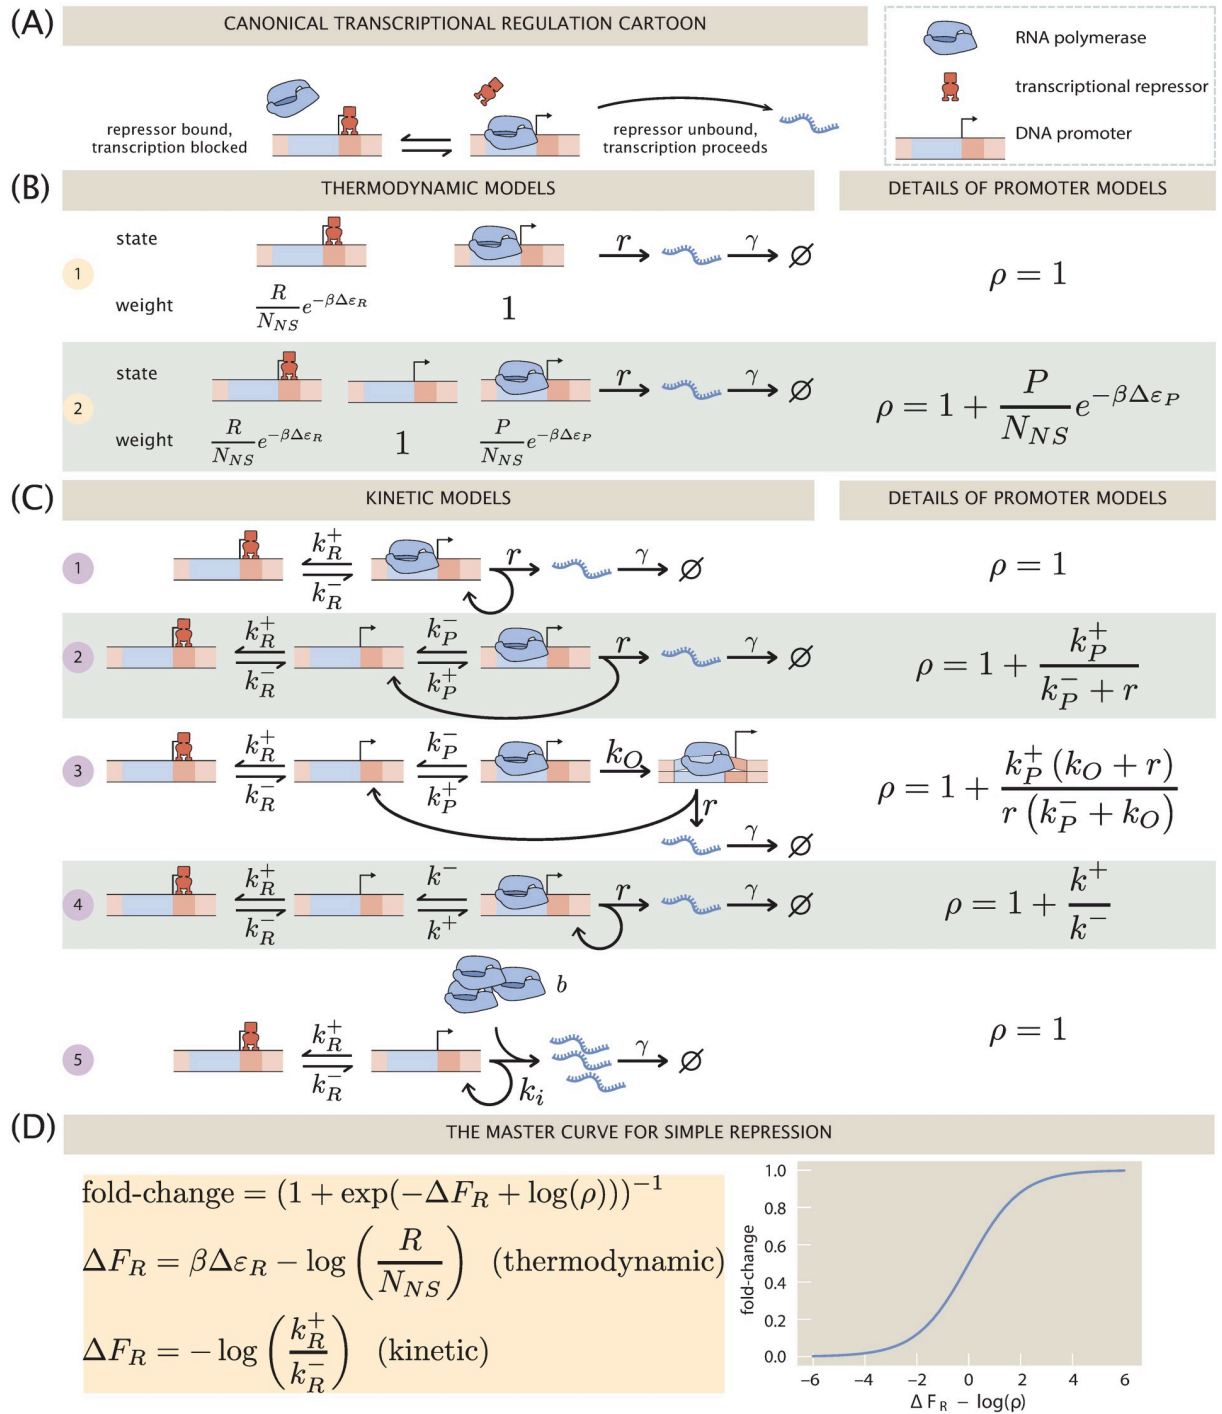 (A)
CANONICAL TRANSCRIPTIONAL REGULATION CARTOON
repressor bound,
transcription blocked
repressor unbound,
transcription proceeds
RNA polymerase
transcriptional repressor
DNA promoter
(B)
THERMODYNAMIC MODELS
DETAILS OF PROMOTER MODELS
1
state
r γ ∅
weight
R/N_NS e^{−βΔε_R}
1
ρ = 1
2
state
r γ ∅
weight
R/N_NS e^{−βΔε_R}
1
P/N_NS e^{−βΔε_P}
ρ = 1 + P/N_NS e^{−βΔε_P}
(C)
KINETIC MODELS
DETAILS OF PROMOTER MODELS
1
k_R^+
k_R^−
r γ ∅
ρ = 1
2
k_R^+ k_P^−
k_R^− k_P^+
r γ ∅
ρ = 1 + k_P^+/(k_P^− + r)
3
k_R^+ k_P^− k_O
k_R^− k_P^+
r
γ ∅
ρ = 1 + k_P^+ (k_O + r)/(r (k_P^− + k_O))
4
k_R^+ k^−
k_R^− k^+
r γ ∅
ρ = 1 + k^+/k^−
5
b
k_R^+
k_R^−
k_i
γ ∅
ρ = 1
(D)
THE MASTER CURVE FOR SIMPLE REPRESSION
fold-change = (1 + exp(−ΔF_R + log(ρ)))^{−1}
ΔF_R = βΔε_R − log (R/N_NS) (thermodynamic)
ΔF_R = − log (k_R^+/k_R^−) (kinetic)
fold-change
1.0
0.8
0.6
0.4
0.2
0.0
−6 −4 −2 0 2 4 6
Δ F_R − log(ρ)